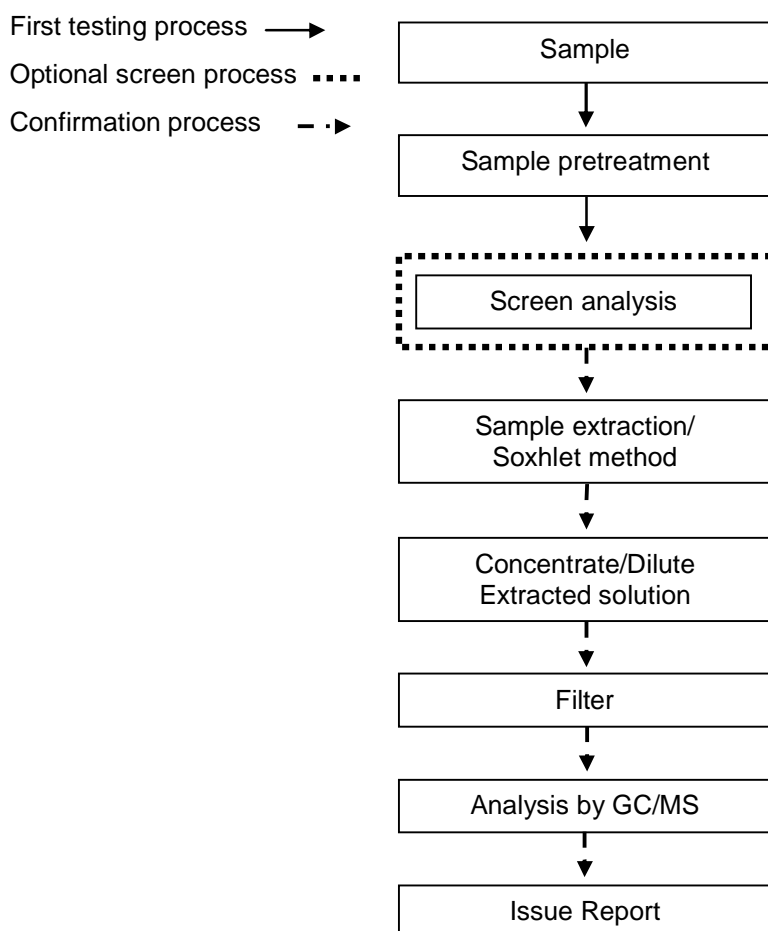 First testing process
Optional screen process
Confirmation process
Sample
Sample pretreatment
Screen analysis
Sample extraction/
Soxhlet method
Concentrate/Dilute
Extracted solution
Filter
Analysis by GC/MS
Issue Report